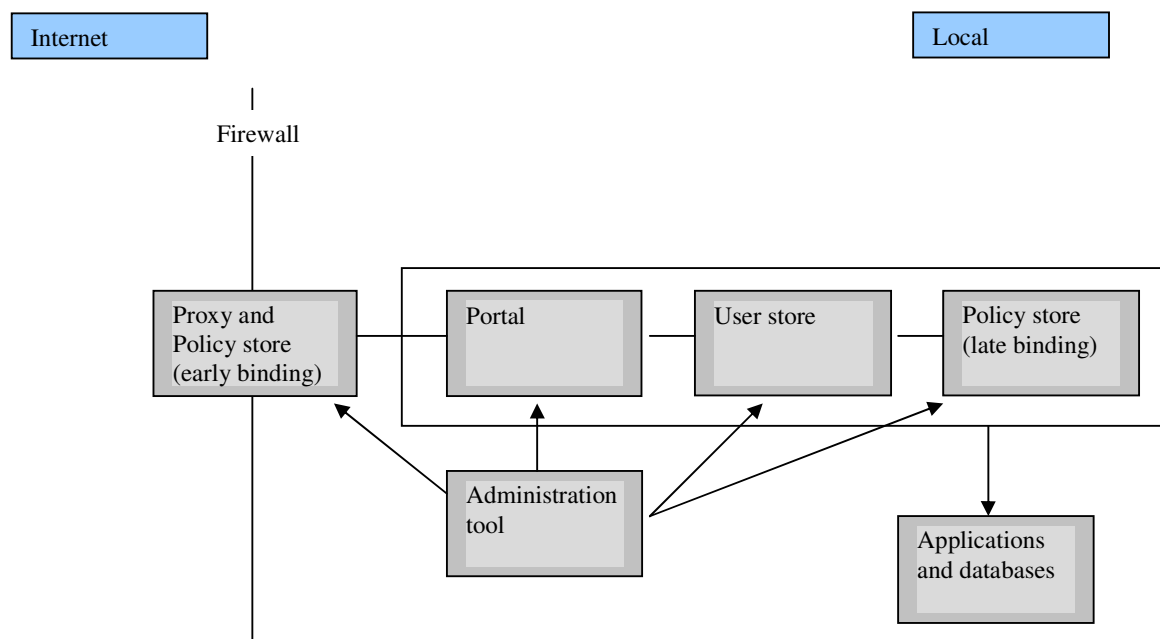 Internet
Local
Firewall
Proxy and
Policy store
(early binding)
Portal
User store
Policy store
(late binding)
Administration
tool
Applications
and databases